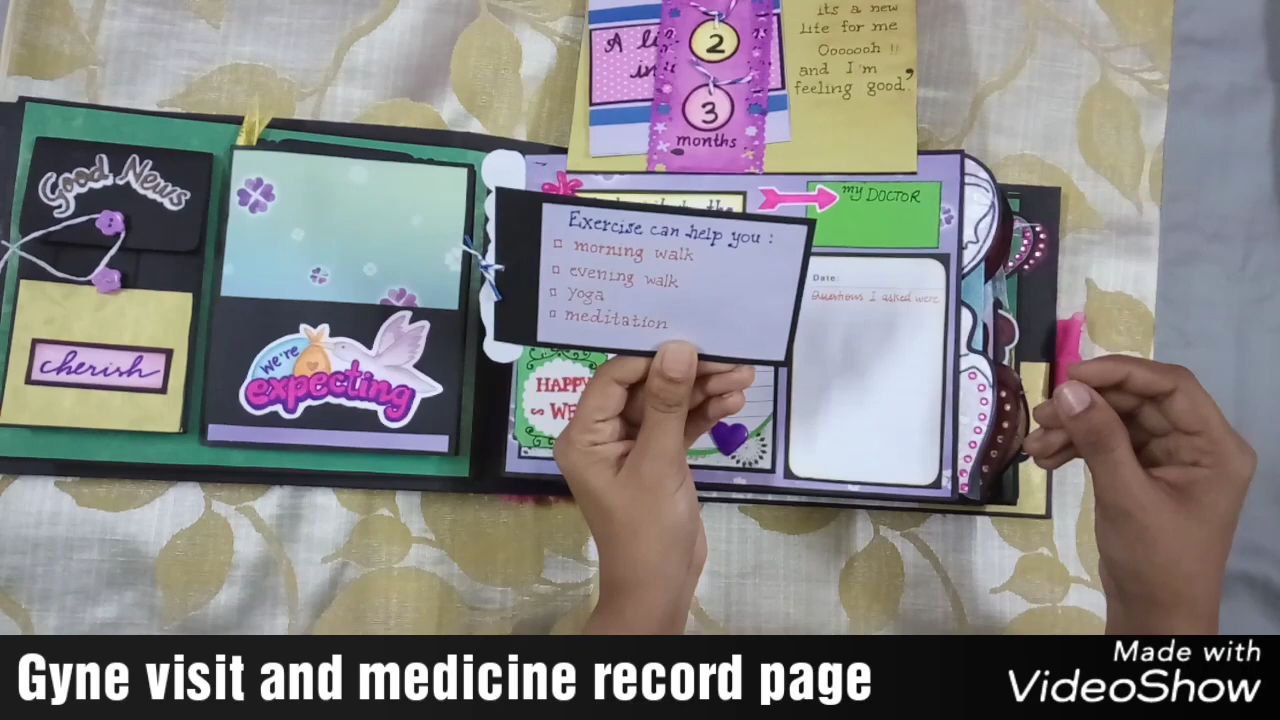 its a new
Life for me
Ooooooh !!
and I'm
feeling good,
A
in
2
3
months
Good News
cherish
We're
expecting
my DOCTOR
Exercise can help you :
morning walk
evening walk
yoga
meditation
Date:
Questions I asked were
HAPPY
Gyne visit and medicine record page
Made with
VideoShow